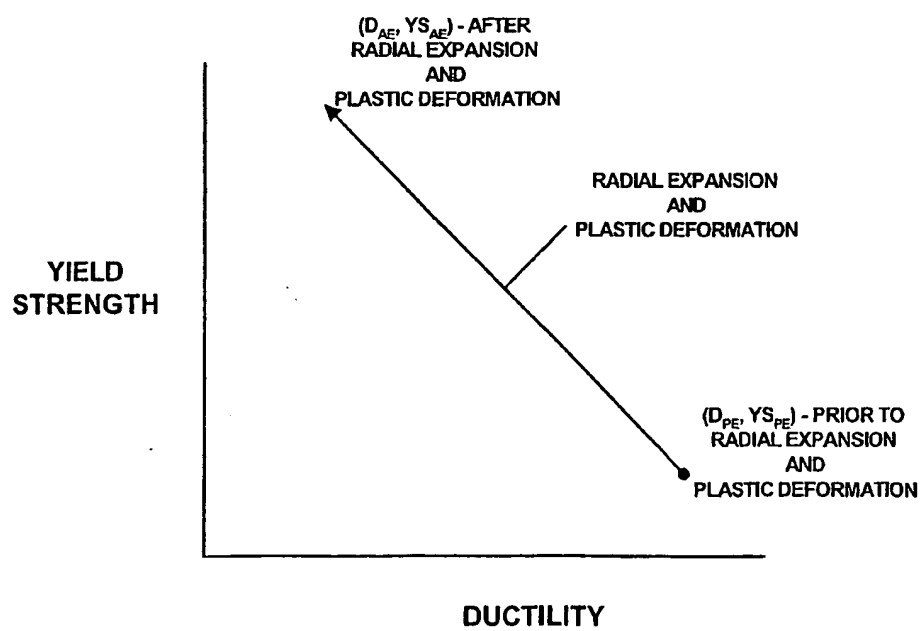 (D_AE, YS_AE) - AFTER
RADIAL EXPANSION
AND
PLASTIC DEFORMATION
RADIAL EXPANSION
AND
PLASTIC DEFORMATION
YIELD
STRENGTH
(D_PE, YS_PE) - PRIOR TO
RADIAL EXPANSION
AND
PLASTIC DEFORMATION
DUCTILITY